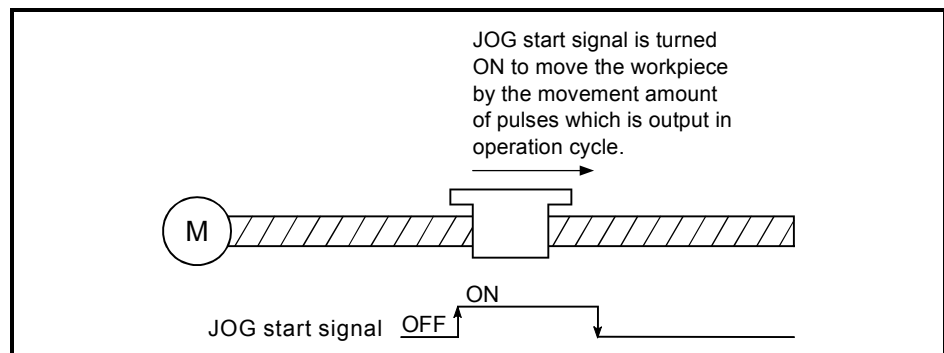 JOG start signal is turned
ON to move the workpiece
by the movement amount
of pulses which is output in
operation cycle.
M
ON
JOG start signal OFF